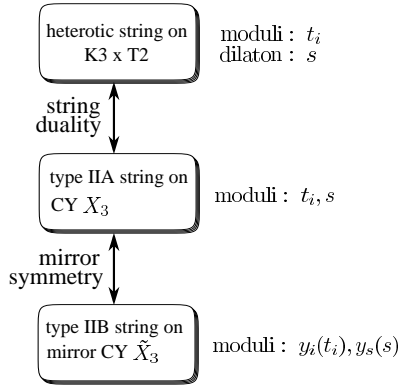 heterotic string on
K3 x T2
moduli : t_i
dilaton : s
string
duality
type IIA string on
CY X_3
moduli : t_i, s
mirror
symmetry
type IIB string on
mirror CY X̃_3
moduli : y_i(t_i), y_s(s)